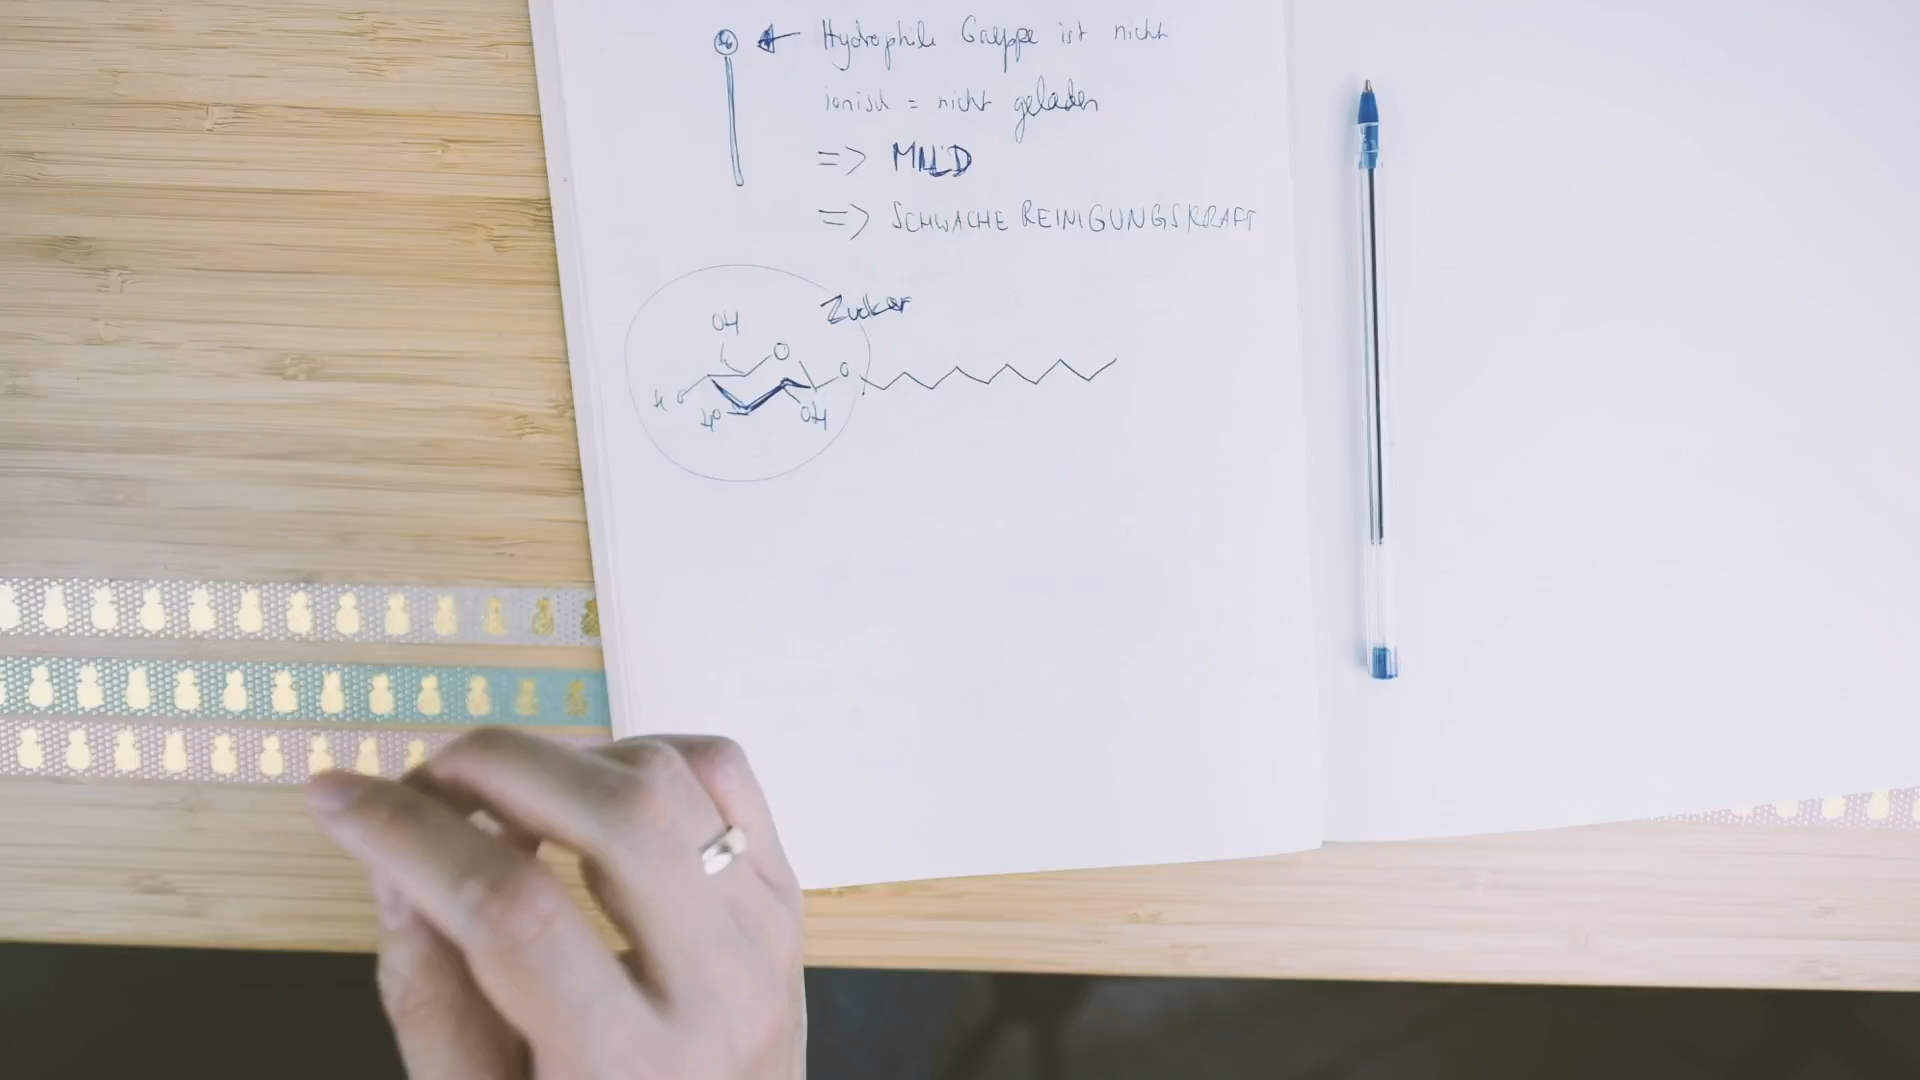 Hydrophile Gruppe ist nicht
ionisch = nicht geladen
=> MILD
=> SCHWACHE REINIGUNGSKRAFT
Zucker
OH
O
O
HO
HO
OH